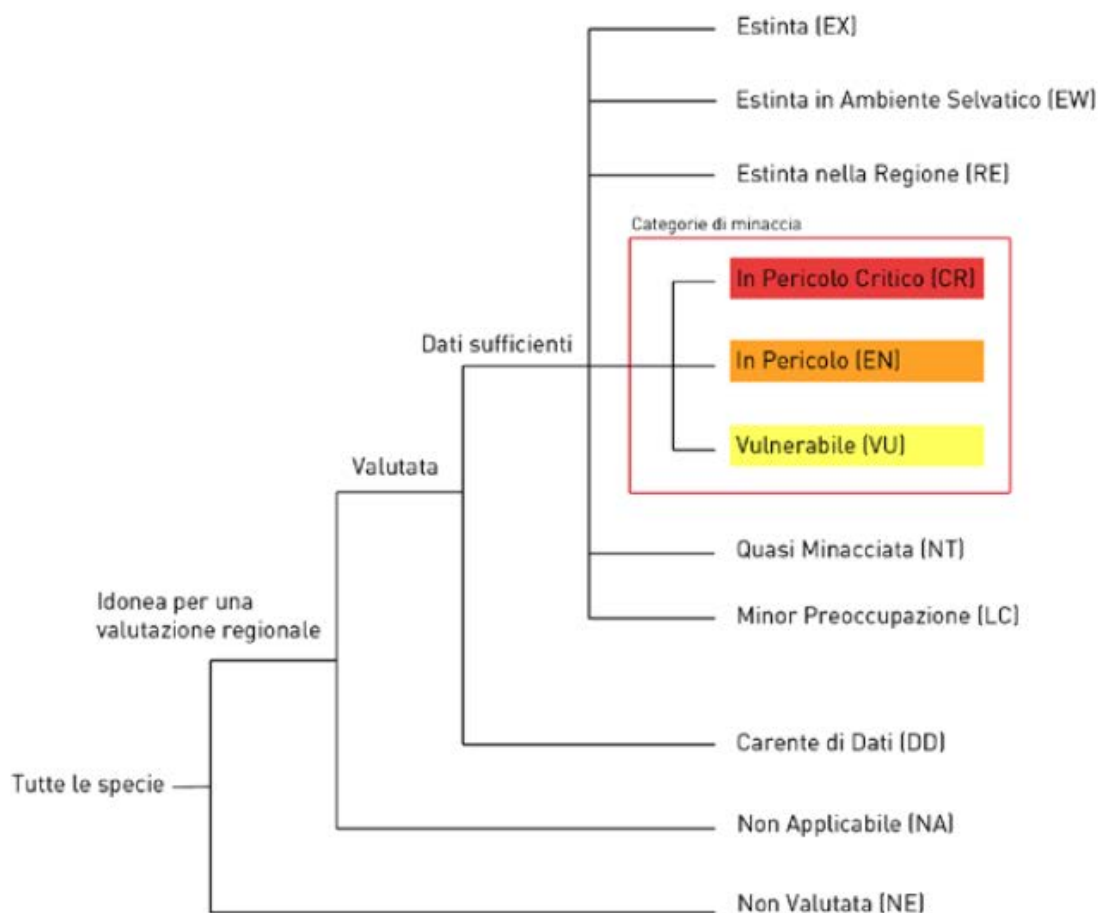 Estinta (EX)
Estinta in Ambiente Selvatico (EW)
Estinta nella Regione (RE)
Categorie di minaccia
In Pericolo Critico (CR)
Dati sufficienti
In Pericolo (EN)
Vulnerabile (VU)
Valutata
Quasi Minacciata (NT)
Idonea per una
valutazione regionale
Minor Preoccupazione (LC)
Carente di Dati (DD)
Tutte le specie
Non Applicabile (NA)
Non Valutata (NE)